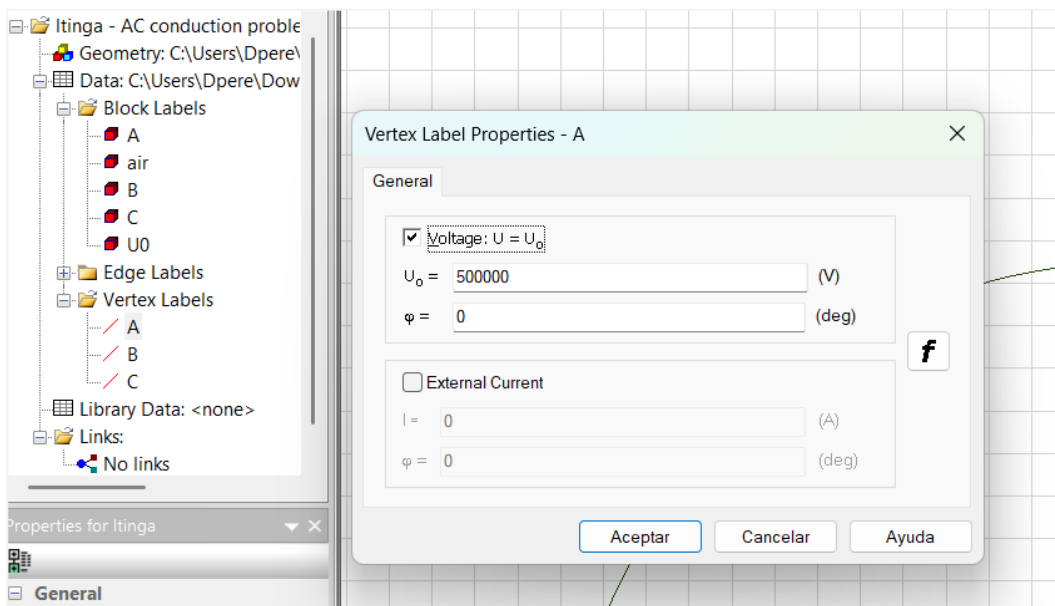 Itinga - AC conduction proble
Geometry: C:\Users\Dpere\
Data: C:\Users\Dpere\Dow
Block Labels
A
air
B
C
U0
Edge Labels
Vertex Labels
A
B
C
Library Data: <none>
Links:
No links
Properties for Itinga
General
Vertex Label Properties - A
General
Voltage: U = Uo
Uo = 500000 (V)
φ = 0 (deg)
f
External Current
I = 0 (A)
φ = 0 (deg)
Aceptar Cancelar Ayuda